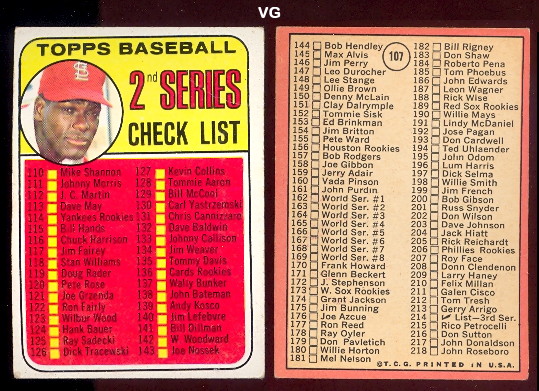 VG
TOPPS BASEBALL
2nd SERIES
CHECK LIST
110 Mike Shannon
111 Johnny Morris
112 J. C. Martin
113 Dave May
114 Yankees Rookies
115 Bill Hands
116 Chuck Harrison
117 Jim Fairey
118 Stan Williams
119 Doug Rader
120 Pete Rose
121 Joe Grzenda
122 Ron Fairly
123 Wilbur Wood
124 Hank Bauer
125 Ray Sadecki
126 Dick Tracewski
127 Kevin Collins
128 Tommie Aaron
129 Bill McCool
130 Carl Yastrzemski
131 Chris Cannizzaro
132 Dave Baldwin
133 Johnny Callison
134 Jim Weaver
135 Tommy Davis
136 Cards Rookies
137 Wally Bunker
138 John Bateman
139 Andy Kosco
140 Jim Lefebvre
141 Bill Dillman
142 W. Woodward
143 Joe Nossek
107
144 Bob Hendley
145 Max Alvis
146 Jim Perry
147 Leo Durocher
148 Lee Stange
149 Ollie Brown
150 Denny McLain
151 Clay Dalrymple
152 Tommie Sisk
153 Ed Brinkman
154 Jim Britton
155 Pete Ward
156 Houston Rookies
157 Bob Rodgers
158 Joe Gibbon
159 Jerry Adair
160 Vada Pinson
161 John Purdin
162 World Ser. #1
163 World Ser. #2
164 World Ser. #3
165 World Ser. #4
166 World Ser. #5
167 World Ser. #6
168 World Ser. #7
169 World Ser. #8
170 Frank Howard
171 Glenn Beckert
172 J. Stephenson
173 W. Sox Rookies
174 Grant Jackson
175 Jim Bunning
176 Joe Azcue
177 Ron Reed
178 Ray Oyler
179 Don Pavletich
180 Willie Horton
181 Mel Nelson
182 Bill Rigney
183 Don Shaw
184 Roberto Pena
185 Tom Phoebus
186 John Edwards
187 Leon Wagner
188 Rick Wise
189 Red Sox Rookies
190 Willie Mays
191 Lindy McDaniel
192 Jose Pagan
193 Don Cardwell
194 Ted Uhlaender
195 John Odom
196 Lum Harris
197 Dick Selma
198 Willie Smith
199 Jim French
200 Bob Gibson
201 Russ Snyder
202 Don Wilson
203 Dave Johnson
204 Jack Hiatt
205 Rick Reichardt
206 Phillies Rookies
207 Roy Face
208 Donn Clendenon
209 Larry Haney
210 Felix Millan
211 Galen Cisco
212 Tom Tresh
213 Gerry Arrigo
214 List—3rd Ser.
215 Rico Petrocelli
216 Don Sutton
217 John Donaldson
218 John Roseboro
©T.C.G. PRINTED IN U.S.A.